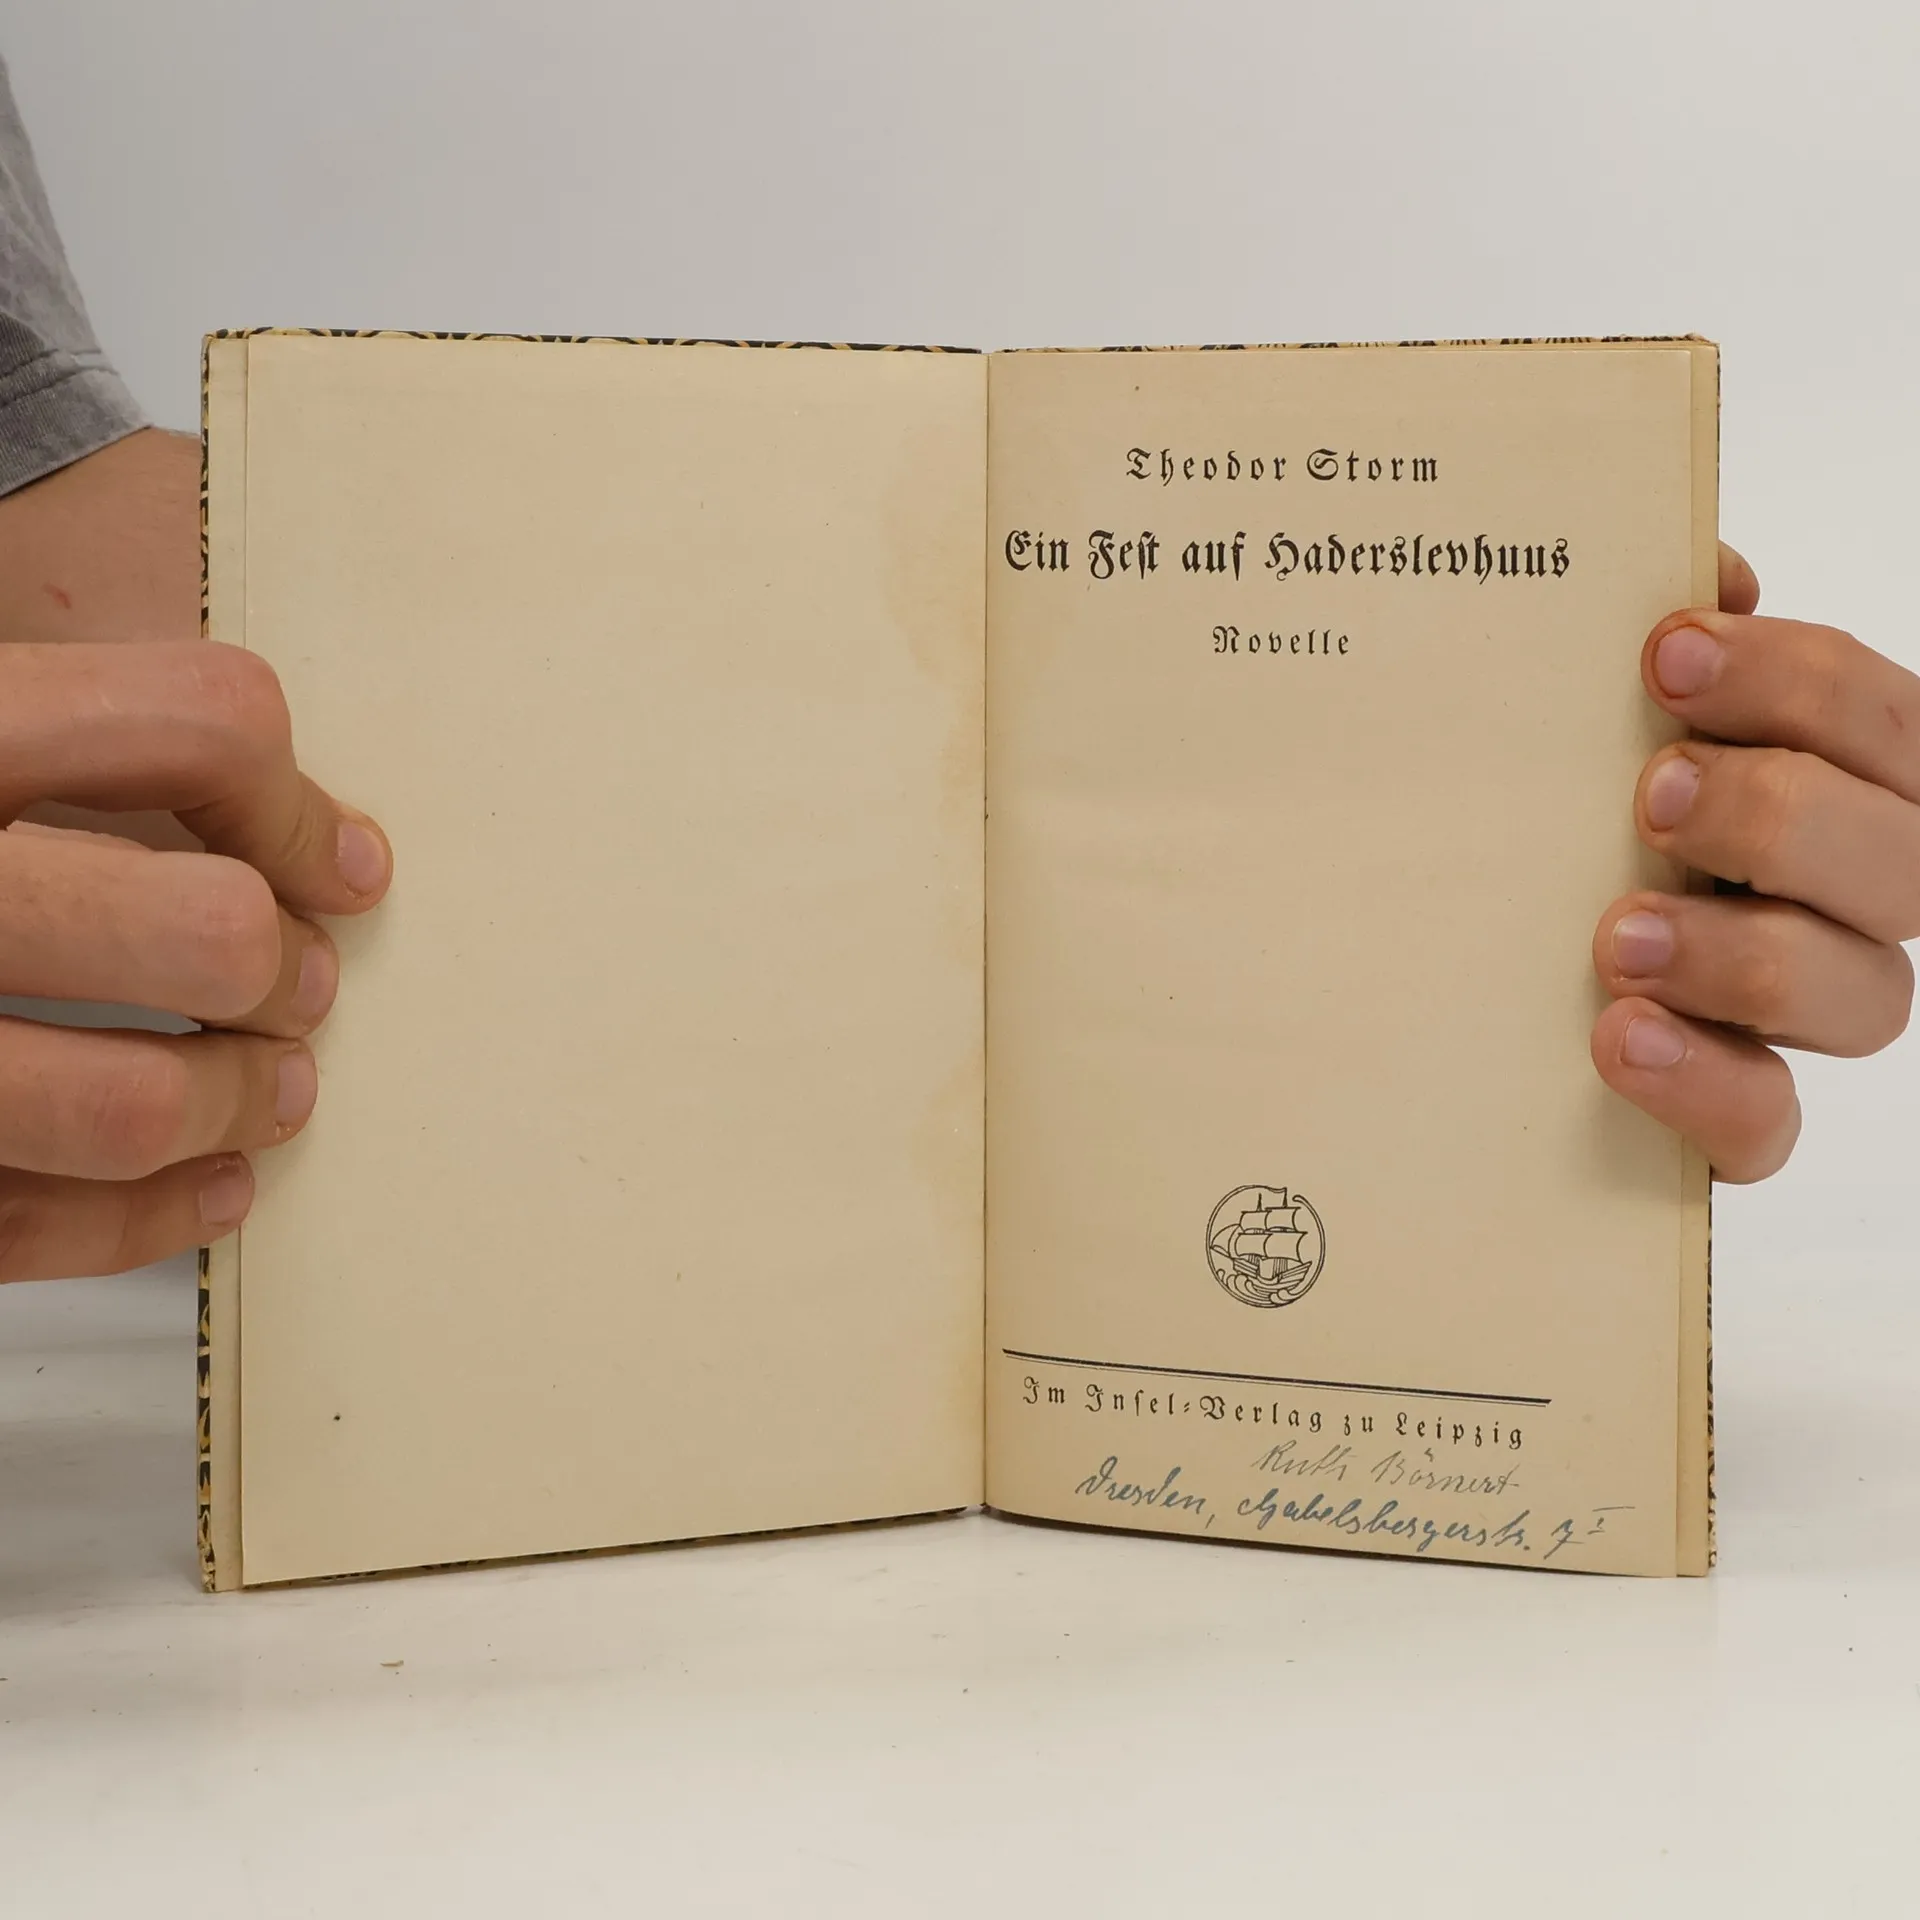 Theodor Storm
Ein Fest auf Haderslevhuus
Novelle
Im Insel-Verlag zu Leipzig
Ruth Börnert
Dresden, Gabelsbergerstr. 7 I